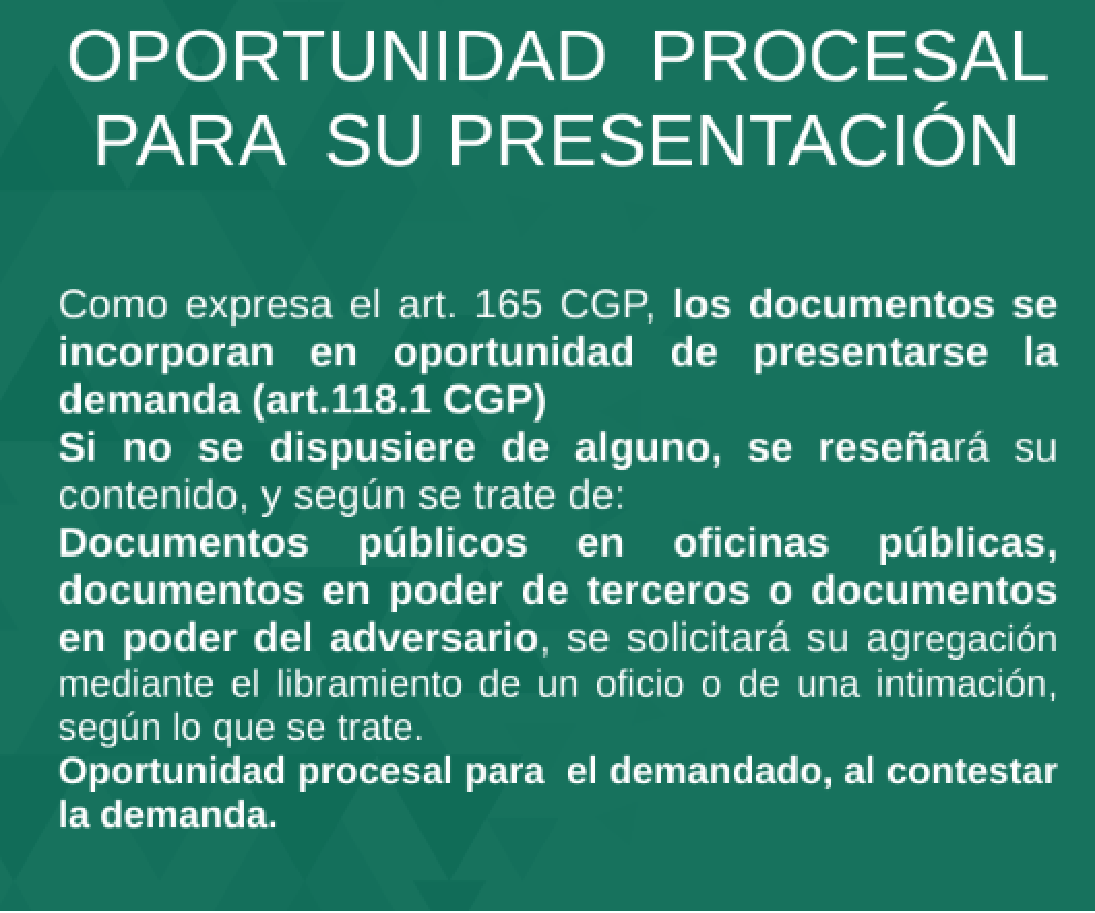 OPORTUNIDAD PROCESAL
PARA SU PRESENTACIÓN
Como expresa el art. 165 CGP, los documentos se
incorporan en oportunidad de presentarse la
demanda (art.118.1 CGP)
Si no se dispusiere de alguno, se reseñará su
contenido, y según se trate de:
Documentos públicos en oficinas públicas,
documentos en poder de terceros o documentos
en poder del adversario, se solicitará su agregación
mediante el libramiento de un oficio o de una intimación,
según lo que se trate.
Oportunidad procesal para el demandado, al contestar
la demanda.